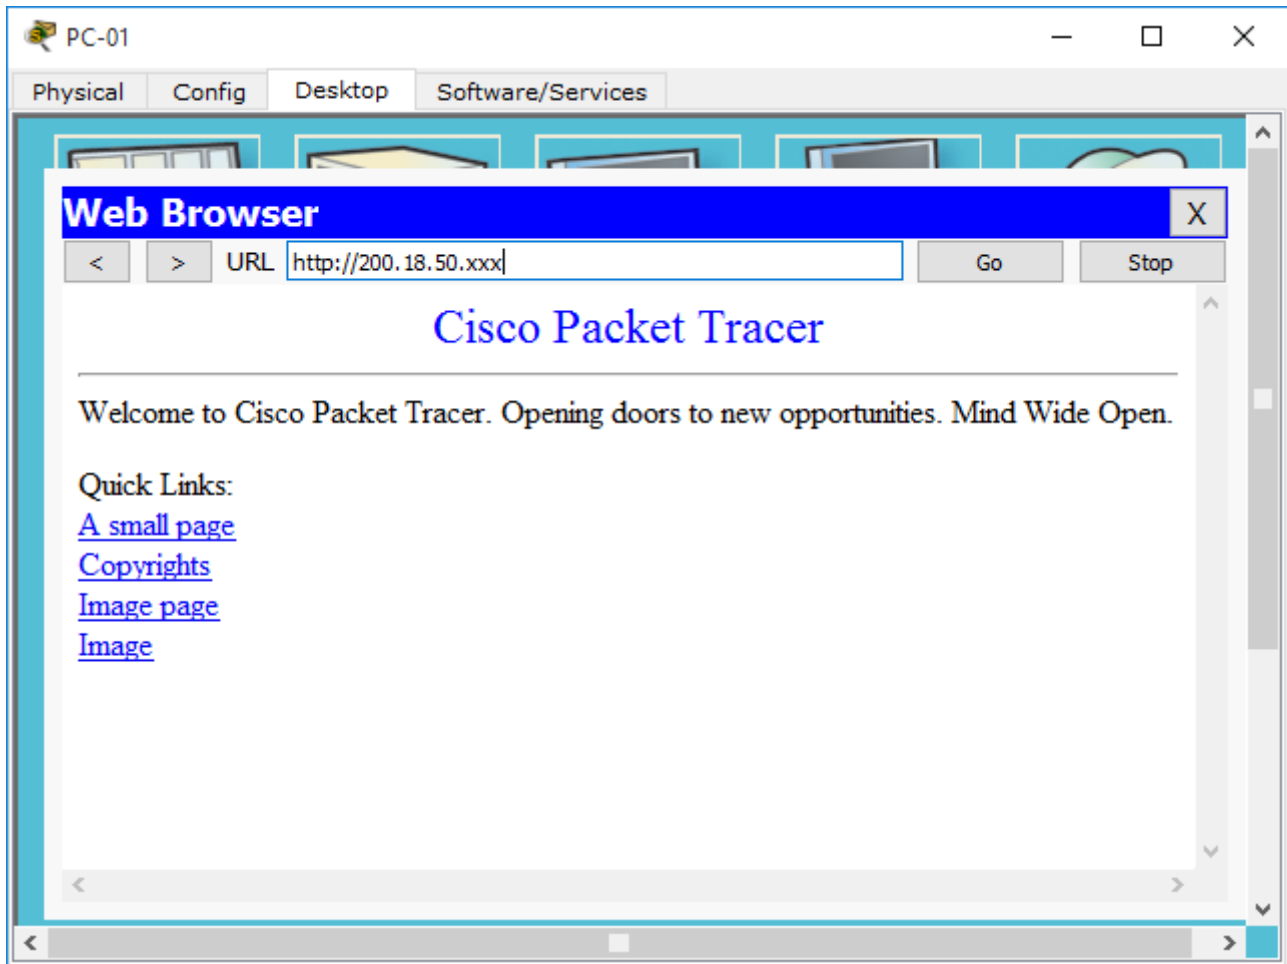 PC-01
Physical Config Desktop Software/Services
Web Browser X
< > URL http://200.18.50.xxx Go Stop
Cisco Packet Tracer
Welcome to Cisco Packet Tracer. Opening doors to new opportunities. Mind Wide Open.
Quick Links:
A small page
Copyrights
Image page
Image